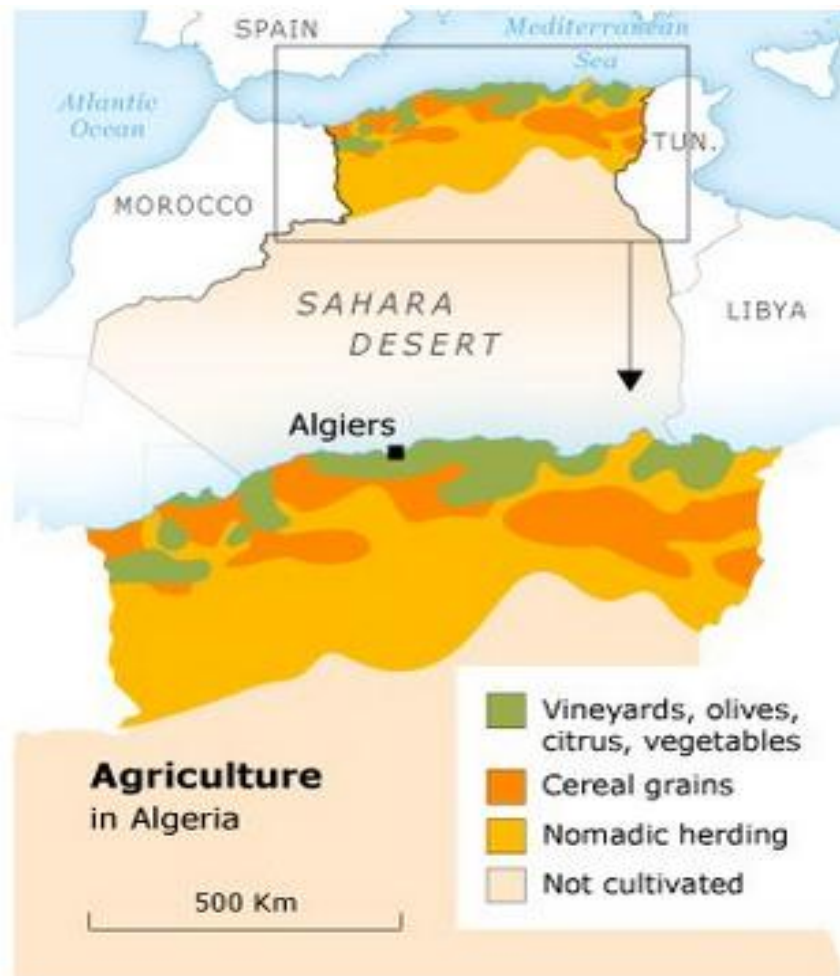 SPAIN
Mediterranean
Sea
Atlantic
Ocean
TUN.
MOROCCO
SAHARA
DESERT
LIBYA
Algiers
Vineyards, olives,
citrus, vegetables
Cereal grains
Nomadic herding
Not cultivated
Agriculture
in Algeria
500 Km